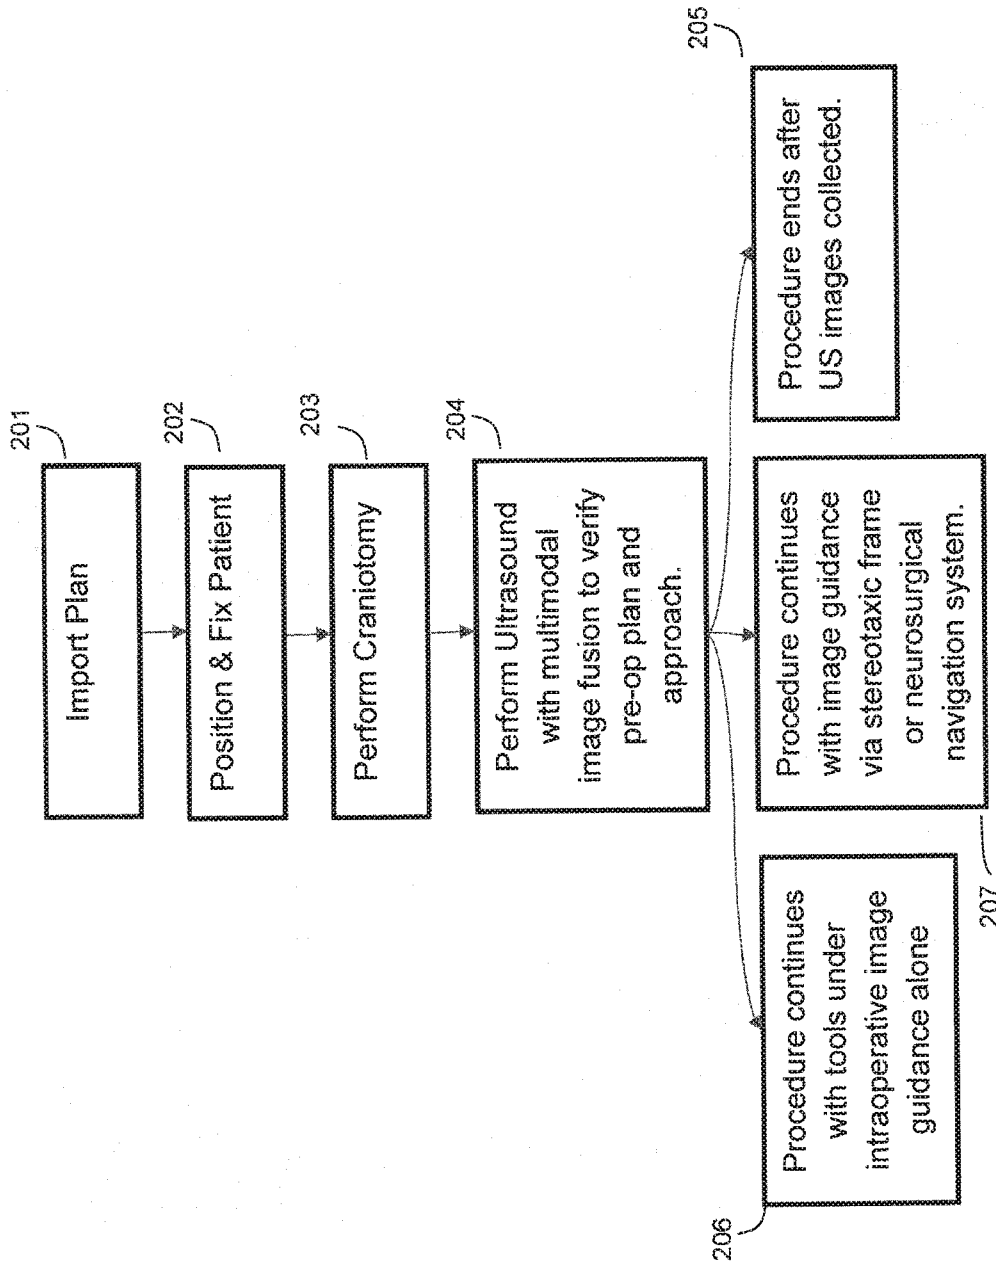 201
Import Plan
202
Position & Fix Patient
203
Perform Craniotomy
204
Perform Ultrasound
with multimodal
image fusion to verify
pre-op plan and
approach.
205
Procedure ends after
US images collected.
Procedure continues
with image guidance
via stereotaxic frame
or neurosurgical
navigation system.
207
206
Procedure continues
with tools under
intraoperative image
guidance alone